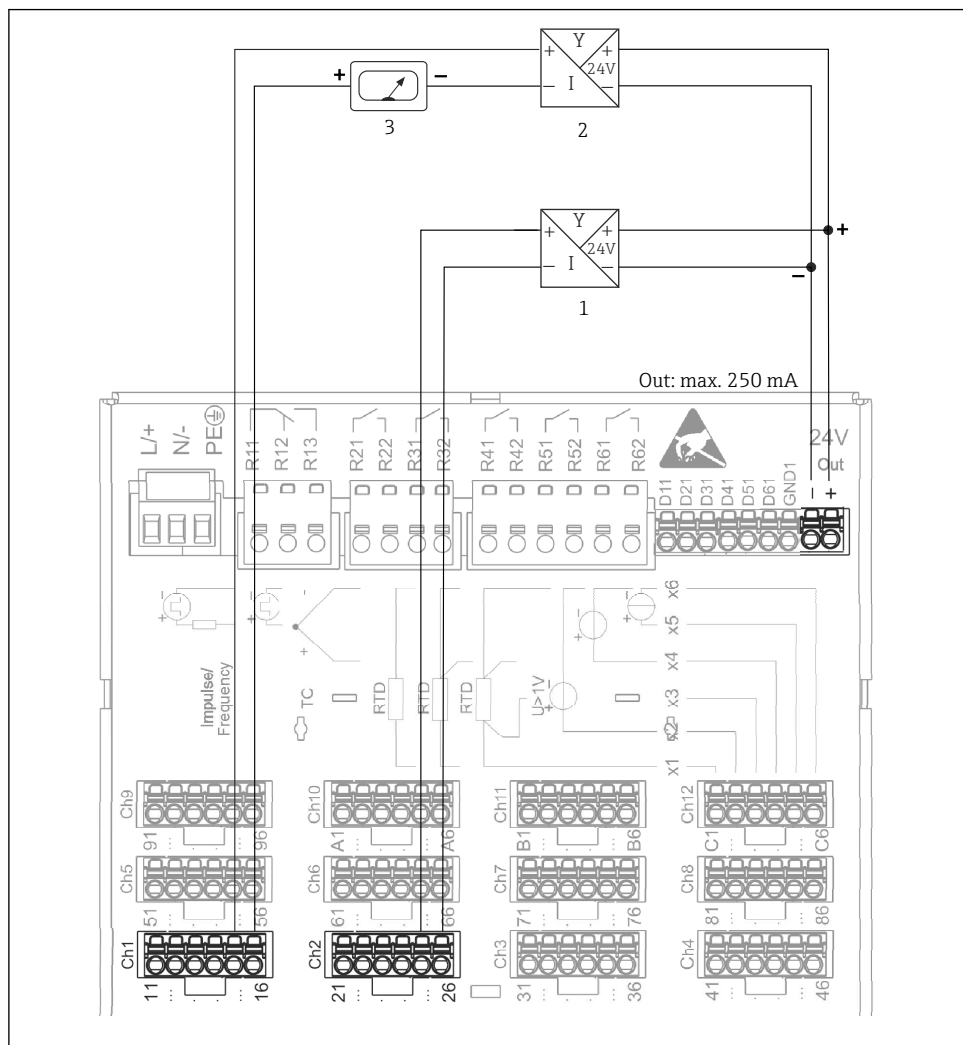 Y
+ +
24V
− I −
2
+ −
3
Y
+ +
24V
− I −
1
+
−
Out: max. 250 mA
L/+
N/-
PE
R11
R12
R13
R21
R22
R31
R32
R41
R42
R51
R52
R61
R62
D11
D21
D31
D41
D51
D61
GND1
24V
Out
− +
- +
- +
-
+
Impulse/
Frequency
TC
RTD
RTD
RTD
U>1V
+ -
+ -
+ -
x6
x5
x4
x3
x2
x1
Ch9
91 ... . . ... 96
Ch10
A1 ... . . ... A6
Ch11
B1 ... . . ... B6
Ch12
C1 ... . . ... C6
Ch5
51 ... . . ... 56
Ch6
61 ... . . ... 66
Ch7
71 ... . . ... 76
Ch8
81 ... . . ... 86
Ch1
11 ... . . ... 16
Ch2
21 ... . . ... 26
Ch3
31 ... . . ... 36
Ch4
41 ... . . ... 46